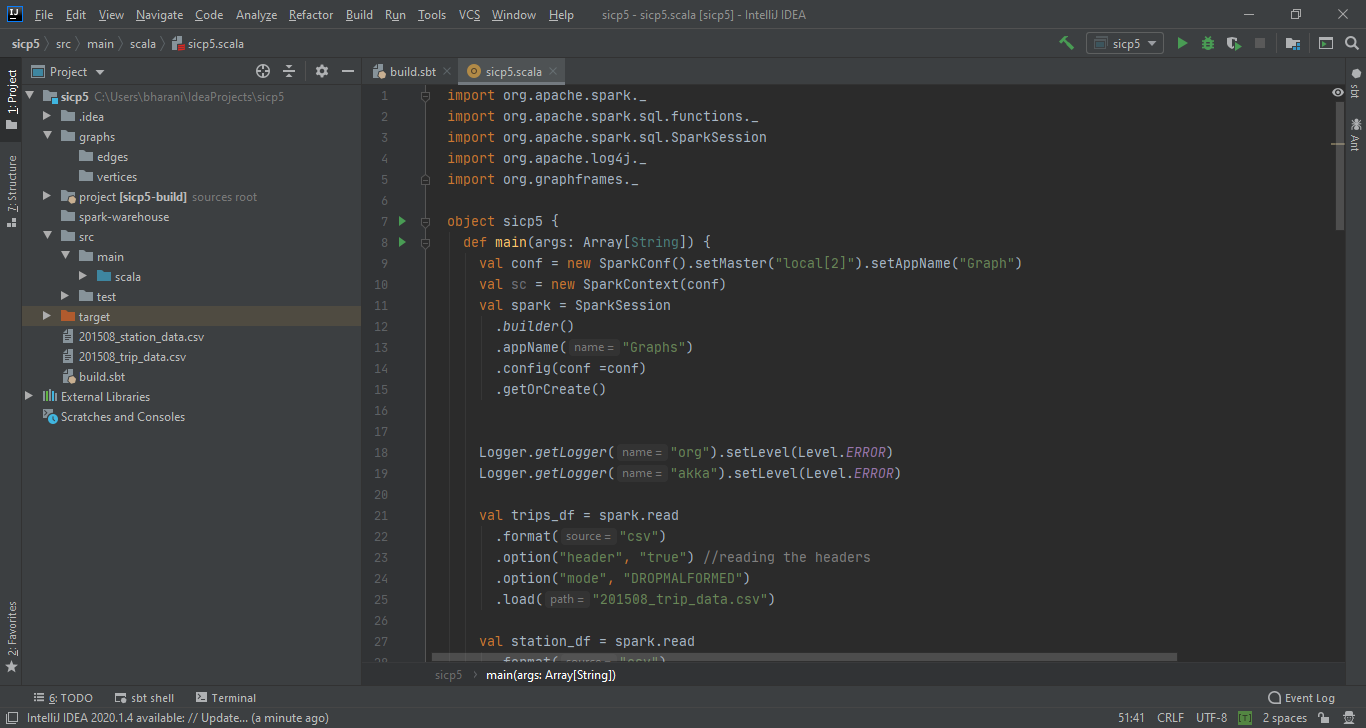 File Edit View Navigate Code Analyze Refactor Build Run Tools VCS Window Help sicp5 - sicp5.scala [sicp5] - IntelliJ IDEA
sicp5 src main scala sicp5.scala sicp5
1: Project
7: Structure
2: Favorites
Project
sicp5 C:\Users\bharani\IdeaProjects\sicp5
.idea
graphs
edges
vertices
project [sicp5-build] sources root
spark-warehouse
src
main
scala
test
target
201508_station_data.csv
201508_trip_data.csv
build.sbt
External Libraries
Scratches and Consoles
build.sbt sicp5.scala
1 import org.apache.spark._
2 import org.apache.spark.sql.functions._
3 import org.apache.spark.sql.SparkSession
4 import org.apache.log4j._
5 import org.graphframes._
6
7 object sicp5 {
8 def main(args: Array[String]) {
9 val conf = new SparkConf().setMaster("local[2]").setAppName("Graph")
10 val sc = new SparkContext(conf)
11 val spark = SparkSession
12 .builder()
13 .appName( name = "Graphs")
14 .config(conf =conf)
15 .getOrCreate()
16
17
18 Logger.getLogger( name = "org").setLevel(Level.ERROR)
19 Logger.getLogger( name = "akka").setLevel(Level.ERROR)
20
21 val trips_df = spark.read
22 .format( source = "csv")
23 .option("header", "true") //reading the headers
24 .option("mode", "DROPMALFORMED")
25 .load( path = "201508_trip_data.csv")
26
27 val station_df = spark.read
28 .format( source = "csv")
sicp5 main(args: Array[String])
sbt
Ant
6: TODO sbt shell Terminal Event Log
IntelliJ IDEA 2020.1.4 available: // Update... (a minute ago) 51:41 CRLF UTF-8 [T] 2 spaces